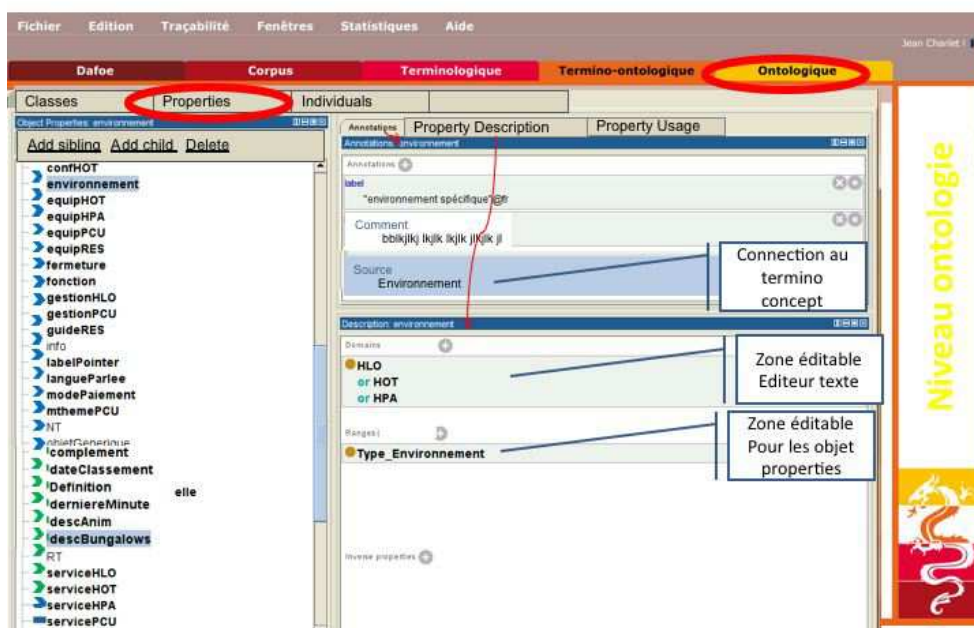 Fichier Edition Traçabilité Fenêtres Statistiques Aide
Jean Charlet
Dafoe Corpus Terminologique Termino-ontologique Ontologique
Classes Properties Individuals
Object Properties: environnement
Add sibling Add child Delete
confHOT
environnement
equipHOT
equipHPA
equipPCU
equipRES
fermeture
fonction
gestionHLO
gestionPCU
guideRES
info
labelPointer
langueParlee
modePaiement
mthemePCU
NT
objetGenerique
complement
dateClassement
Definition
elle
derniereMinute
descAnim
descBungalows
RT
serviceHLO
serviceHOT
serviceHPA
servicePCU
Annotations Property Description Property Usage
Annotations: environnement
Annotations
label
"environnement spécifique"@fr
Comment
bblkjlkj lkjlk lkjlk jlkjlk jl
Source
Environnement
Description: environnement
Domains
HLO
or HOT
or HPA
Ranges
Type_Environnement
Inverse properties
Connection au
termino
concept
Zone éditable
Editeur texte
Zone éditable
Pour les objet
properties
Niveau ontologie